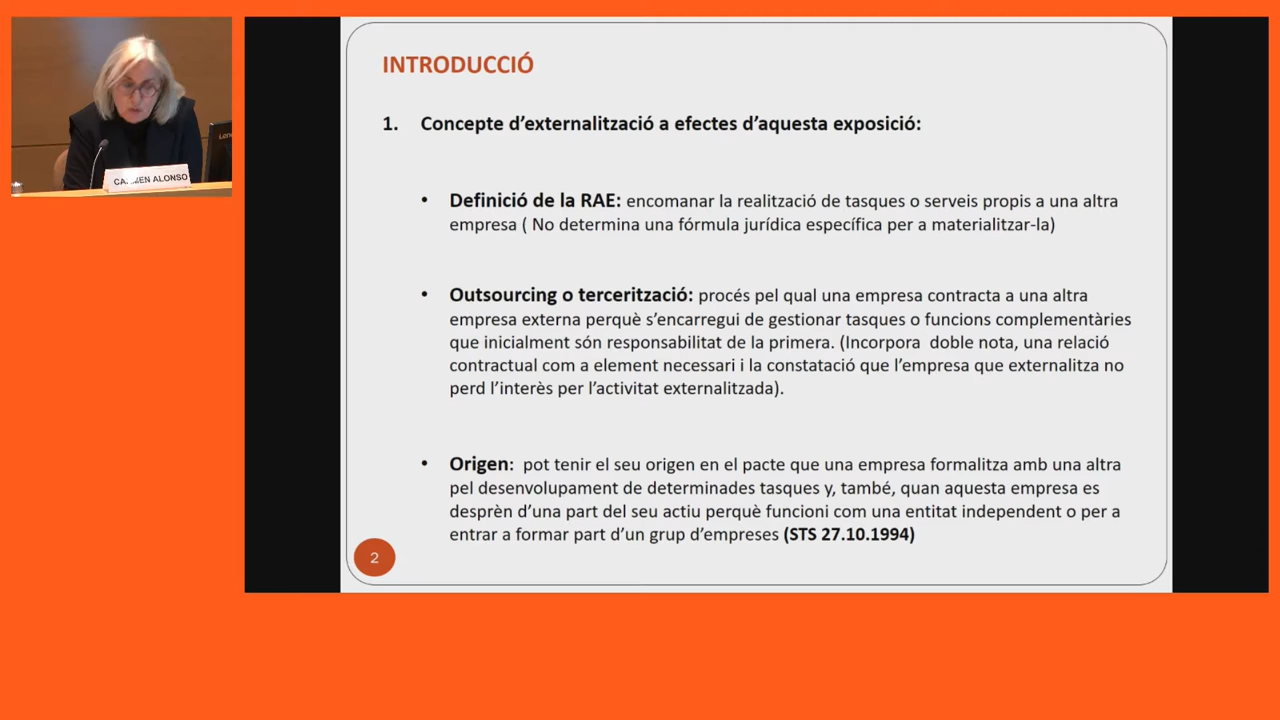 Leno
CARMEN ALONSO
INTRODUCCIÓ
1. Concepte d’externalització a efectes d’aquesta exposició:
• Definició de la RAE: encomanar la realització de tasques o serveis propis a una altra
empresa ( No determina una fórmula jurídica específica per a materialitzar-la)
• Outsourcing o tercerització: procés pel qual una empresa contracta a una altra
empresa externa perquè s’encarregui de gestionar tasques o funcions complementàries
que inicialment són responsabilitat de la primera. (Incorpora doble nota, una relació
contractual com a element necessari i la constatació que l’empresa que externalitza no
perd l’interès per l’activitat externalitzada).
• Origen: pot tenir el seu origen en el pacte que una empresa formalitza amb una altra
pel desenvolupament de determinades tasques y, també, quan aquesta empresa es
desprèn d’una part del seu actiu perquè funcioni com una entitat independent o per a
entrar a formar part d’un grup d’empreses (STS 27.10.1994)
2